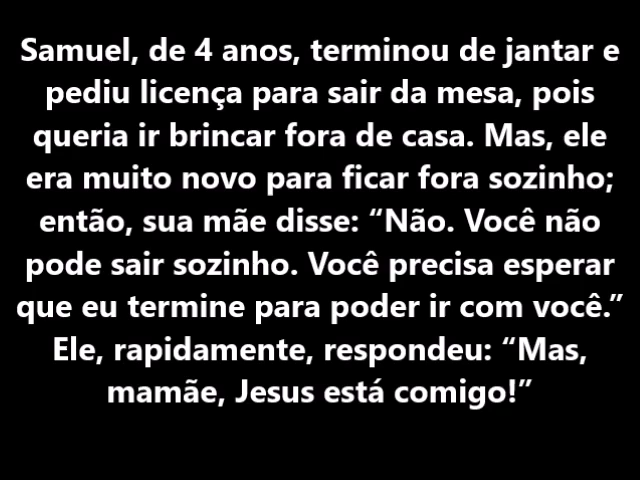 Samuel, de 4 anos, terminou de jantar e
pediu licença para sair da mesa, pois
queria ir brincar fora de casa. Mas, ele
era muito novo para ficar fora sozinho;
então, sua mãe disse: “Não. Você não
pode sair sozinho. Você precisa esperar
que eu termine para poder ir com você.”
Ele, rapidamente, respondeu: “Mas,
mamãe, Jesus está comigo!”